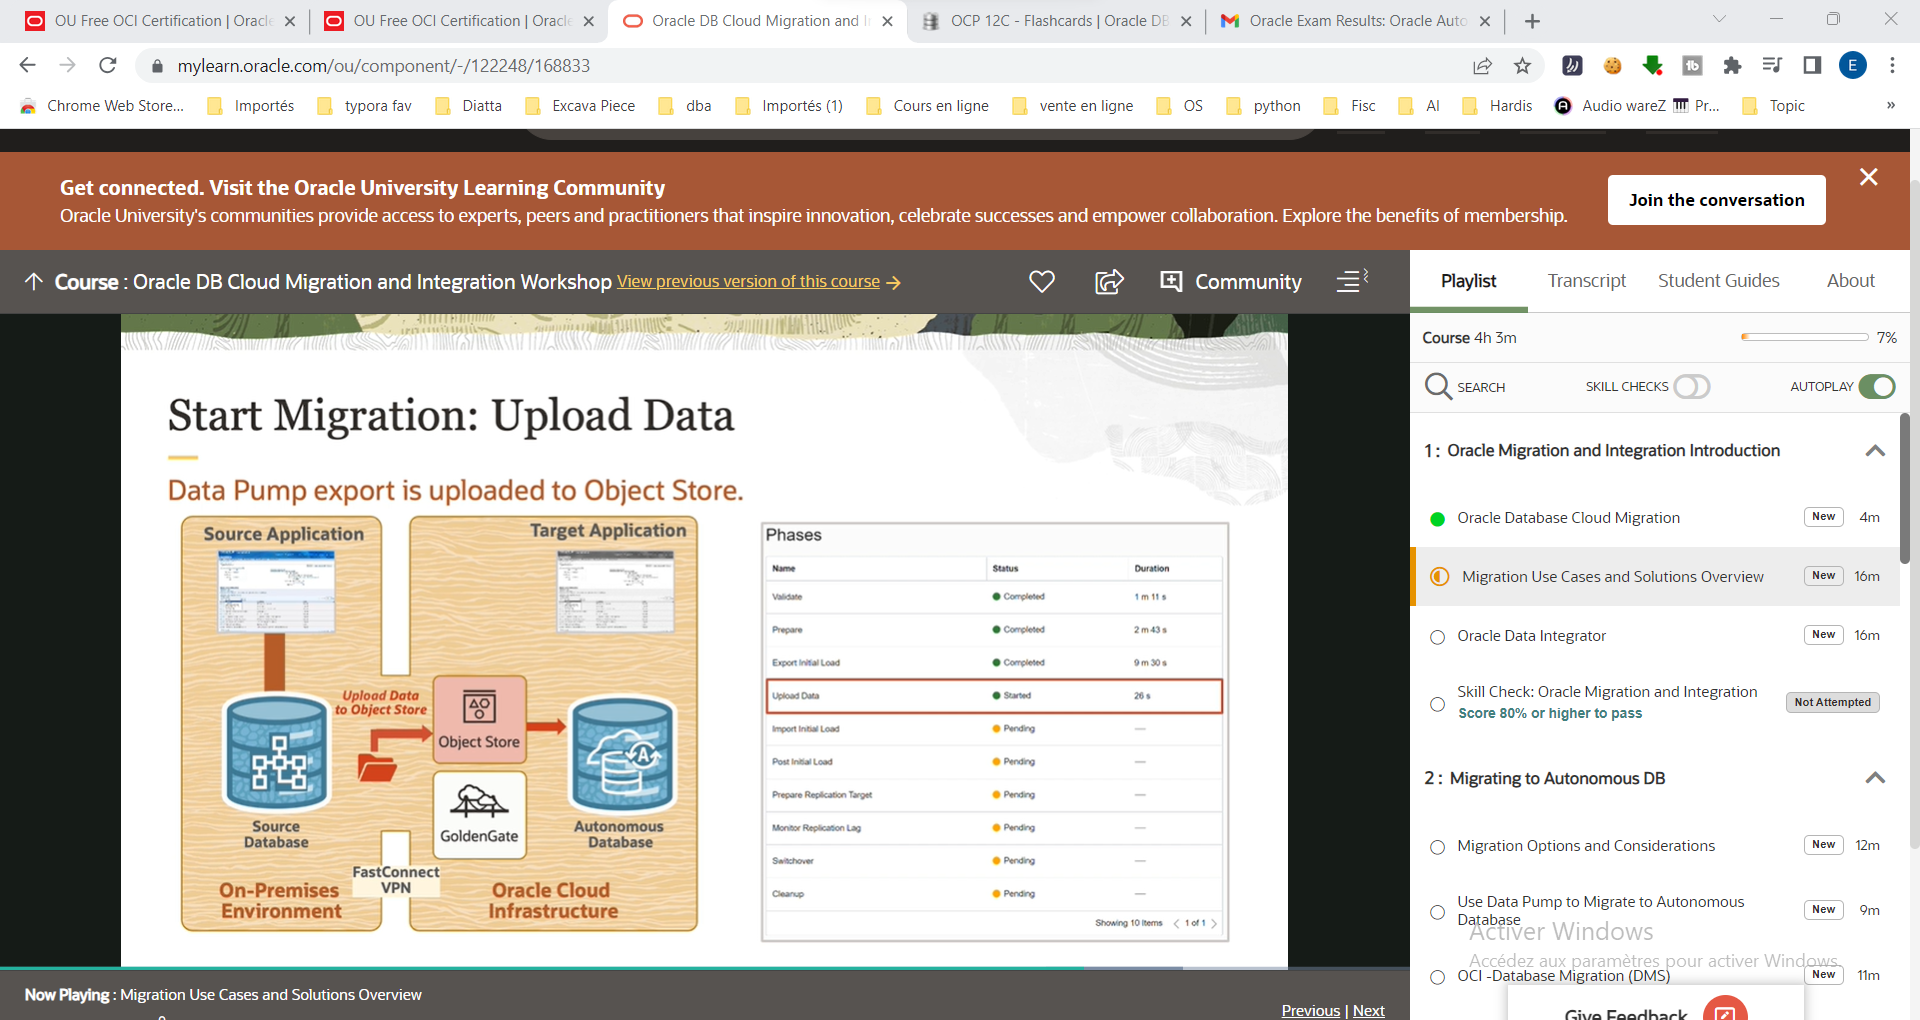 OU Free OCI Certification | Oracle
OU Free OCI Certification | Oracle
Oracle DB Cloud Migration and In
OCP 12C - Flashcards | Oracle DB
Oracle Exam Results: Oracle Auto
mylearn.oracle.com/ou/component/-/122248/168833
E
Chrome Web Store...
Importés
typora fav
Diatta
Excava Piece
dba
Importés (1)
Cours en ligne
vente en ligne
OS
python
Fisc
AI
Hardis
Audio wareZ
Pr...
Topic
»
Get connected. Visit the Oracle University Learning Community
Oracle University's communities provide access to experts, peers and practitioners that inspire innovation, celebrate successes and empower collaboration. Explore the benefits of membership.
Join the conversation
Course : Oracle DB Cloud Migration and Integration Workshop View previous version of this course →
Community
Playlist
Transcript
Student Guides
About
Course 4h 3m
7%
SEARCH
SKILL CHECKS
AUTOPLAY
Start Migration: Upload Data
Data Pump export is uploaded to Object Store.
Source Application
Target Application
Upload Data
to Object Store
Object Store
GoldenGate
Source
Database
Autonomous
Database
FastConnect
VPN
On-Premises
Environment
Oracle Cloud
Infrastructure
Phases
Name Status Duration
Validate Completed 1 m 11 s
Prepare Completed 2 m 43 s
Export Initial Load Completed 9 m 30 s
Upload Data Started 26 s
Import Initial Load Pending —
Post Initial Load Pending —
Prepare Replication Target Pending —
Monitor Replication Lag Pending —
Switchover Pending —
Cleanup Pending —
Showing 10 Items < 1 of 1 >
1 : Oracle Migration and Integration Introduction
Oracle Database Cloud Migration New 4m
Migration Use Cases and Solutions Overview New 16m
Oracle Data Integrator New 16m
Skill Check: Oracle Migration and Integration
Score 80% or higher to pass
Not Attempted
2 : Migrating to Autonomous DB
Migration Options and Considerations New 12m
Use Data Pump to Migrate to Autonomous
Database
New 9m
Activer Windows
Accédez aux paramètres pour activer Windows.
OCI -Database Migration (DMS) New 11m
Give Feedback
Now Playing : Migration Use Cases and Solutions Overview
Previous | Next